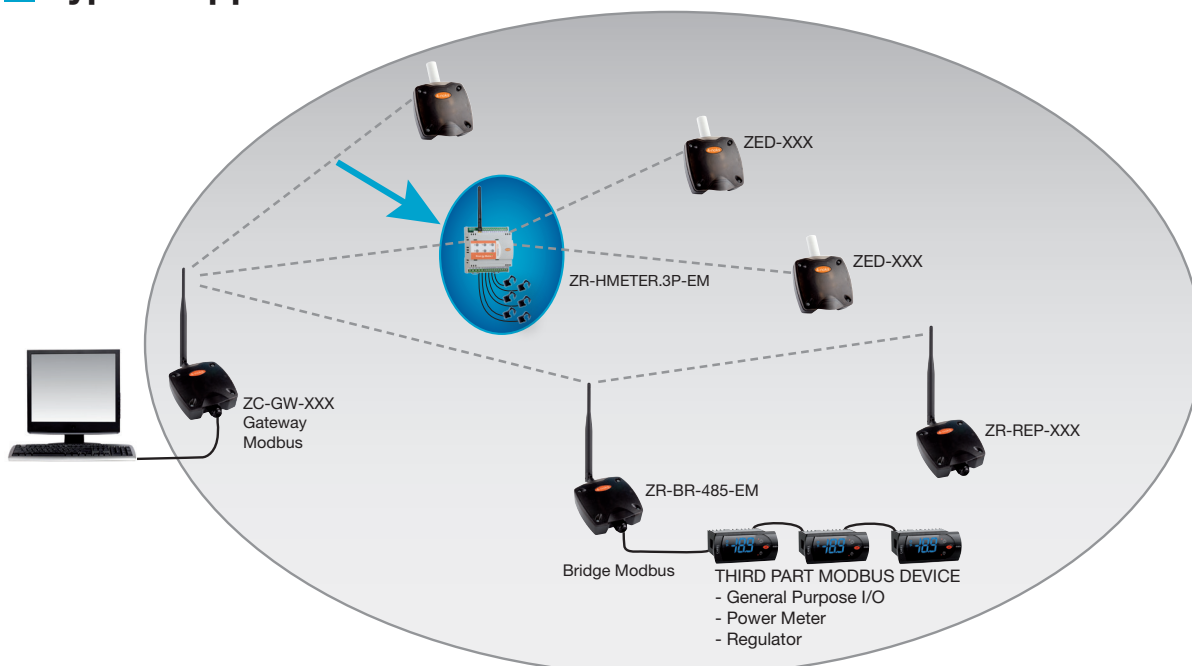 ZED-XXX
ZED-XXX
ZR-HMETER.3P-EM
ZC-GW-XXX
Gateway
Modbus
ZR-REP-XXX
ZR-BR-485-EM
Bridge Modbus
THIRD PART MODBUS DEVICE
- General Purpose I/O
- Power Meter
- Regulator